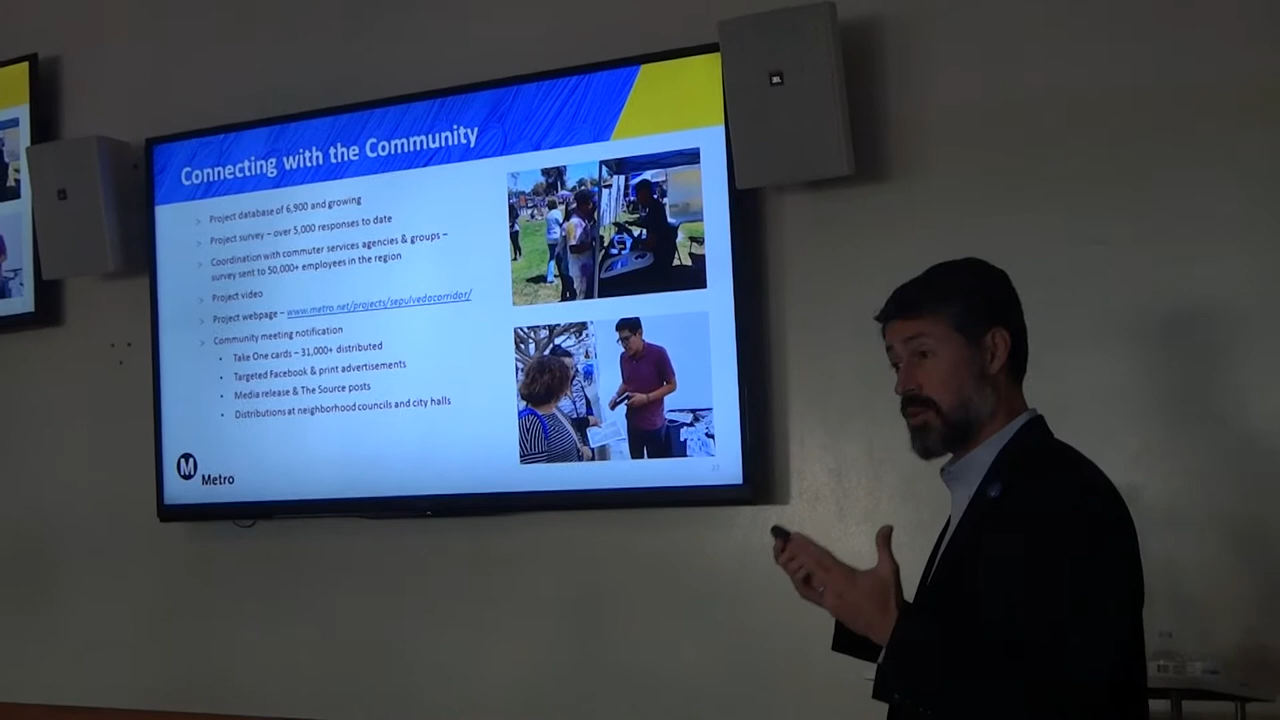 Connecting with the Community
Project database of 6,900 and growing
Project survey – over 5,000 responses to date
Coordination with commuter services agencies & groups –
survey sent to 50,000+ employees in the region
Project video
Project webpage – www.metro.net/projects/sepulvedacorridor/
Community meeting notification
Take One cards – 31,000+ distributed
Targeted Facebook & print advertisements
Media release & The Source posts
Distributions at neighborhood councils and city halls
M
Metro
27
JBL